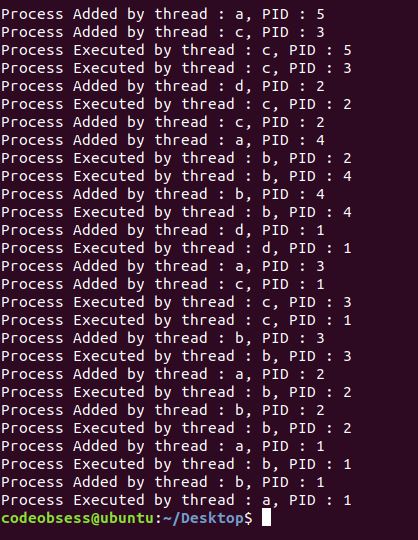 Process Added by thread : a, PID : 5
Process Added by thread : c, PID : 3
Process Executed by thread : c, PID : 5
Process Executed by thread : c, PID : 3
Process Added by thread : d, PID : 2
Process Executed by thread : c, PID : 2
Process Added by thread : c, PID : 2
Process Added by thread : a, PID : 4
Process Executed by thread : b, PID : 2
Process Executed by thread : b, PID : 4
Process Added by thread : b, PID : 4
Process Executed by thread : b, PID : 4
Process Added by thread : d, PID : 1
Process Executed by thread : d, PID : 1
Process Added by thread : a, PID : 3
Process Added by thread : c, PID : 1
Process Executed by thread : c, PID : 3
Process Executed by thread : c, PID : 1
Process Added by thread : b, PID : 3
Process Executed by thread : b, PID : 3
Process Added by thread : a, PID : 2
Process Executed by thread : b, PID : 2
Process Added by thread : b, PID : 2
Process Executed by thread : b, PID : 2
Process Added by thread : a, PID : 1
Process Executed by thread : b, PID : 1
Process Added by thread : b, PID : 1
Process Executed by thread : a, PID : 1
codeobsess@ubuntu:~/Desktop$